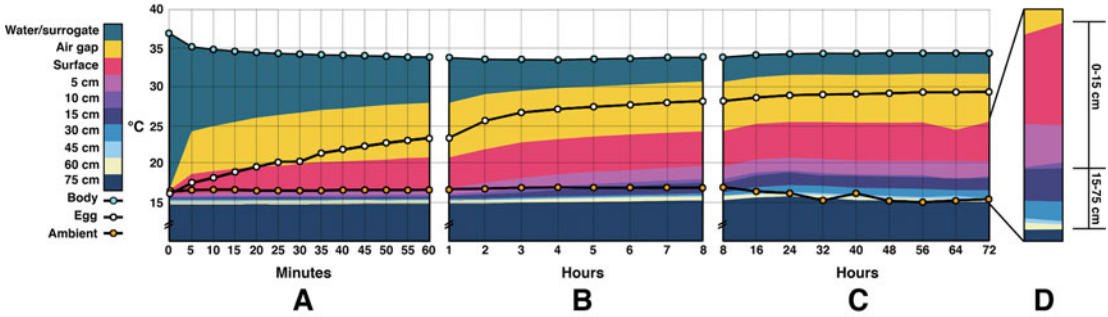 Water/surrogate
Air gap
Surface
5 cm
10 cm
15 cm
30 cm
45 cm
60 cm
75 cm
Body
Egg
Ambient
°C
40
35
30
25
20
15
0 5 10 15 20 25 30 35 40 45 50 55 60
Minutes
A
1 2 3 4 5 6 7 8
Hours
B
8 16 24 32 40 48 56 64 72
Hours
C
0-15 cm
15-75 cm
D